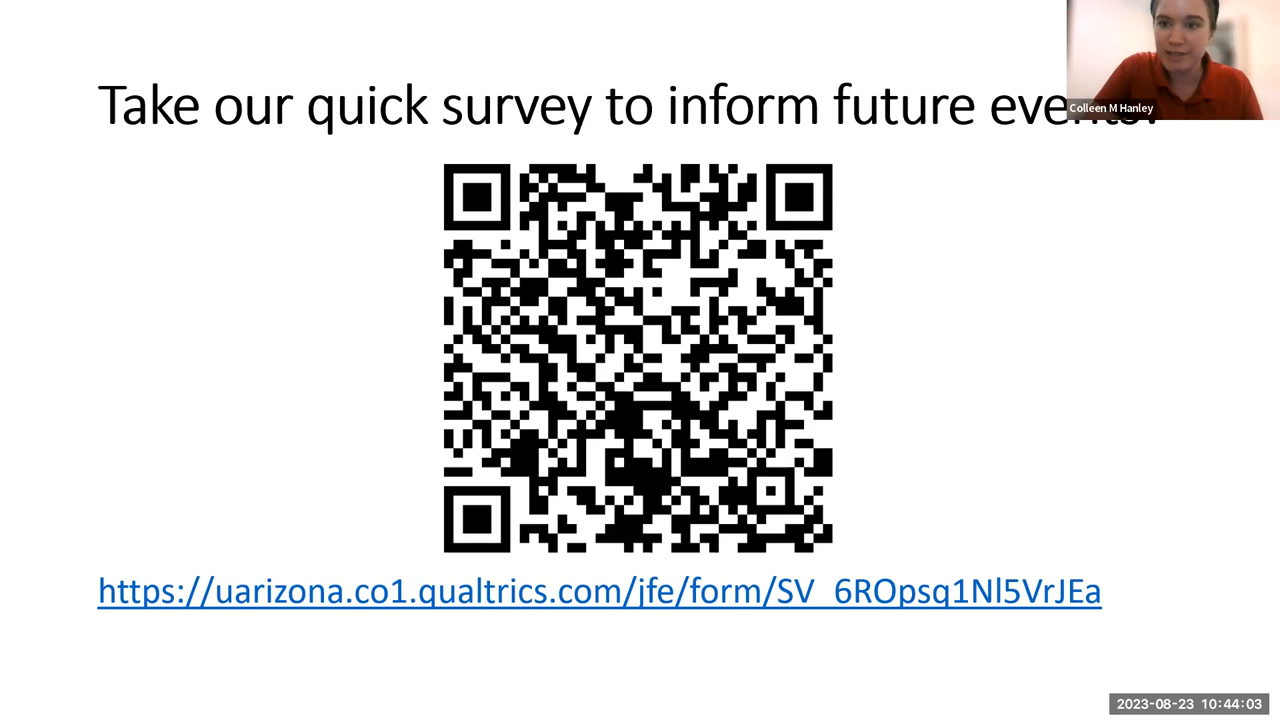 Take our quick survey to inform future events!
Colleen M Hanley
https://uarizona.co1.qualtrics.com/jfe/form/SV_6ROpsq1Nl5VrJEa
2023-08-23 10:44:03